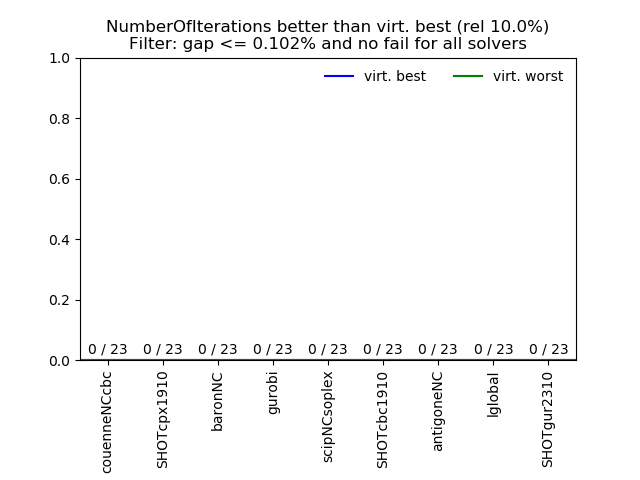 NumberOfIterations better than virt. best (rel 10.0%)
Filter: gap <= 0.102% and no fail for all solvers
virt. best virt. worst
1.0
0.8
0.6
0.4
0.2
0.0
0 / 23 0 / 23 0 / 23 0 / 23 0 / 23 0 / 23 0 / 23 0 / 23 0 / 23
couenneNCcbc
SHOTcpx1910
baronNC
gurobi
scipNCsoplex
SHOTcbc1910
antigoneNC
lglobal
SHOTgur2310